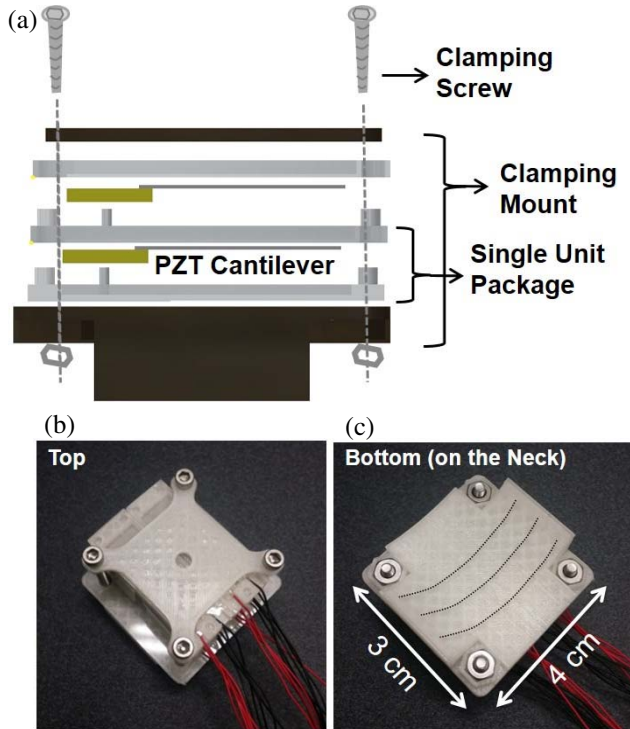 (a)
Clamping
Screw
Clamping
Mount
Single Unit
Package
PZT Cantilever
(b)
Top
(c)
Bottom (on the Neck)
3 cm
4 cm